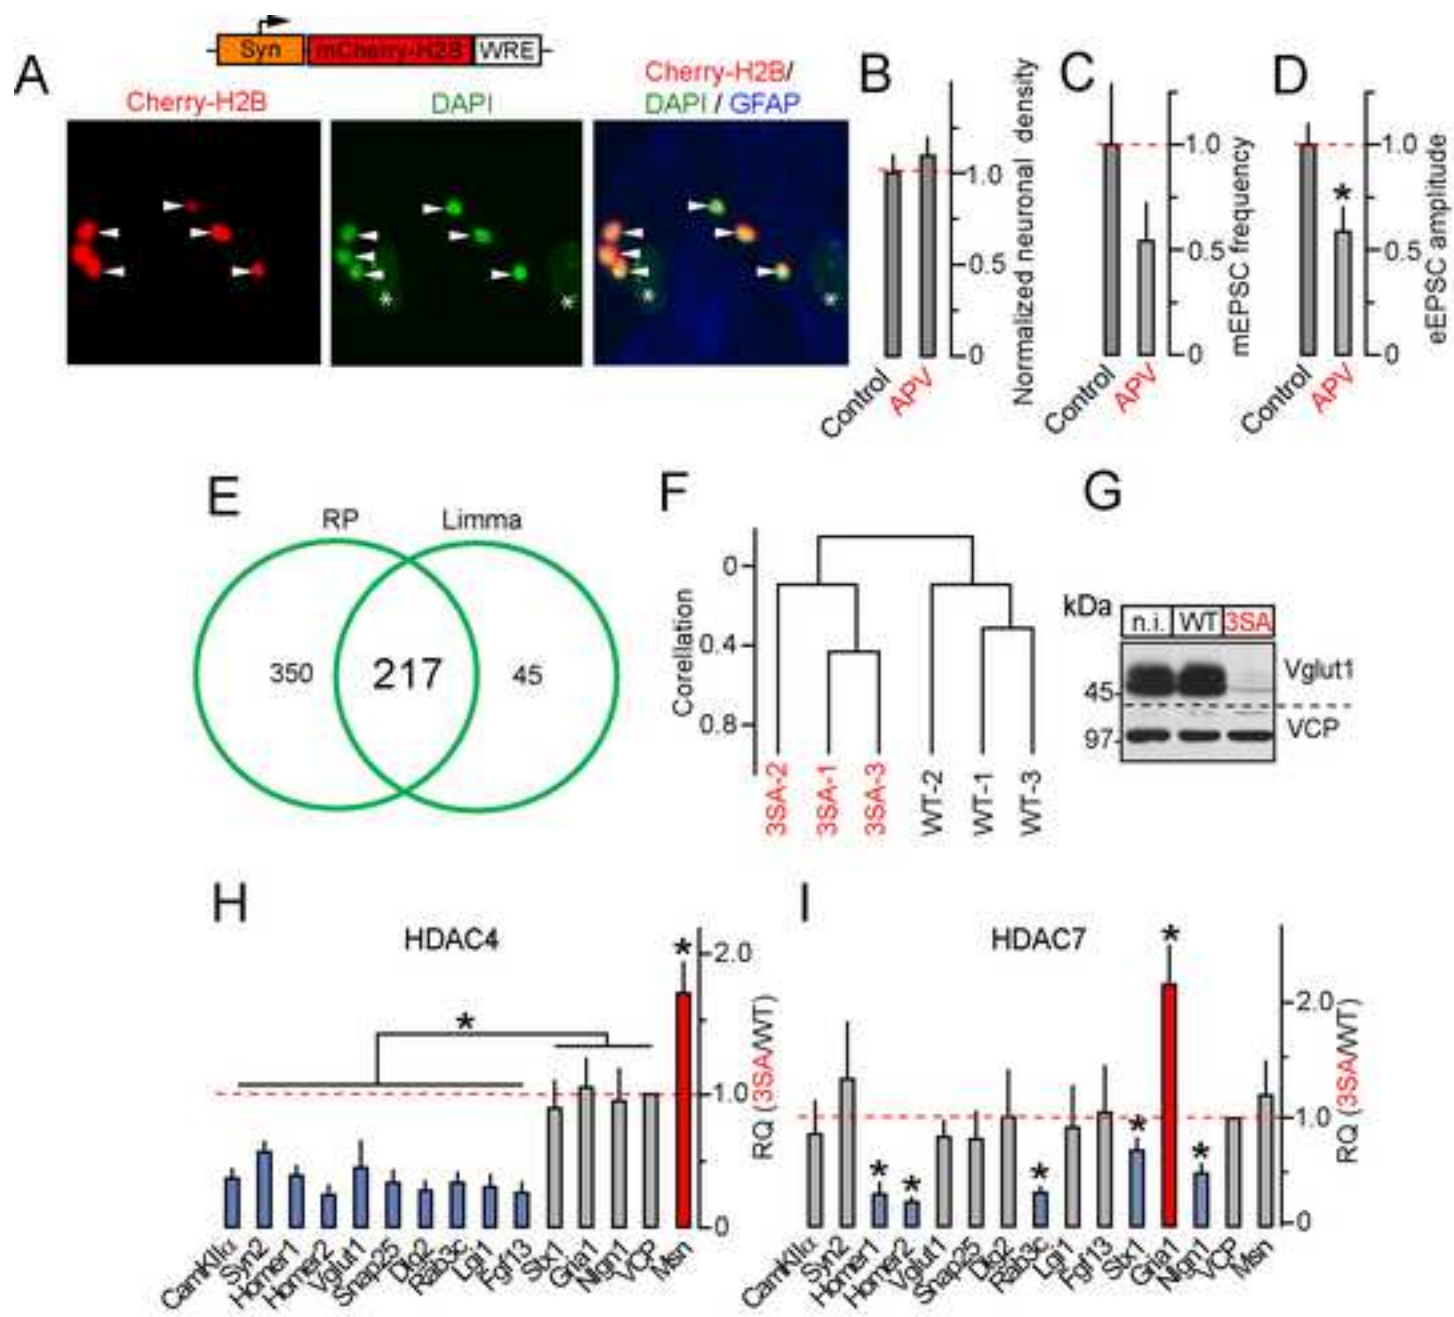 Syn mCherry-H2B WRE
A
Cherry-H2B
DAPI
Cherry-H2B/
DAPI / GFAP
*
*
*
*
B
1.0
0.5
0
Normalized neuronal density
Control
APV
C
1.0
0.5
0
mEPSC frequency
Control
APV
D
*
1.0
0.5
0
eEPSC amplitude
Control
APV
E
RP
Limma
350
217
45
F
Corellation
0
0.4
0.8
3SA-2
3SA-1
3SA-3
WT-2
WT-1
WT-3
G
kDa
n.i. WT 3SA
45
Vglut1
97
VCP
H
HDAC4
*
*
2.0
1.0
0
RQ (3SA/WT)
CamKIIα
Syn2
Homer1
Homer2
Vglut1
Snap25
Dlg2
Rab3c
Lgi1
Fgf13
Stx1
Gria1
Nlgn1
VCP
Msn
I
HDAC7
*
*
*
*
*
*
2.0
1.0
0
RQ (3SA/WT)
CamKIIα
Syn2
Homer1
Homer2
Vglut1
Snap25
Dlg2
Rab3c
Lgi1
Fgf13
Stx1
Gria1
Nlgn1
VCP
Msn